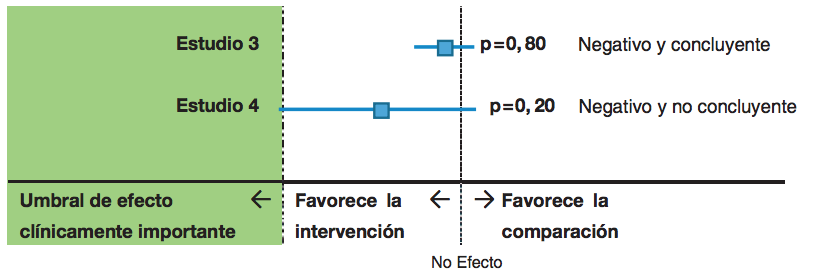 Estudio 3 p=0, 80 Negativo y concluyente
Estudio 4 p=0, 20 Negativo y no concluyente
Umbral de efecto ← Favorece la ← → Favorece la
clínicamente importante intervención comparación
No Efecto